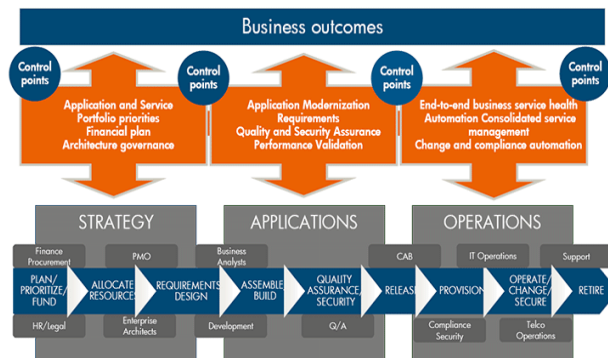 Business outcomes
Control
points
Control
points
Control
points
Control
points
Application and Service
Portfolio priorities
Financial plan
Architecture governance
Application Modernization
Requirements
Quality and Security Assurance
Performance Validation
End-to-end business service health
Automation Consolidated service
management
Change and compliance automation
STRATEGY
APPLICATIONS
OPERATIONS
Finance
Procurement
PMO
Business
Analysts
CAB
IT Operations
Support
PLAN/
PRIORITIZE/
FUND
ALLOCATE
RESOURCES
REQUIREMENTS
DESIGN
ASSEMBLE
BUILD
QUALITY
ASSURANCE/
SECURITY
RELEASE
PROVISION
OPERATE/
CHANGE/
SECURE
RETIRE
HR/Legal
Enterprise
Architects
Development
Q/A
Compliance
Security
Telco
Operations